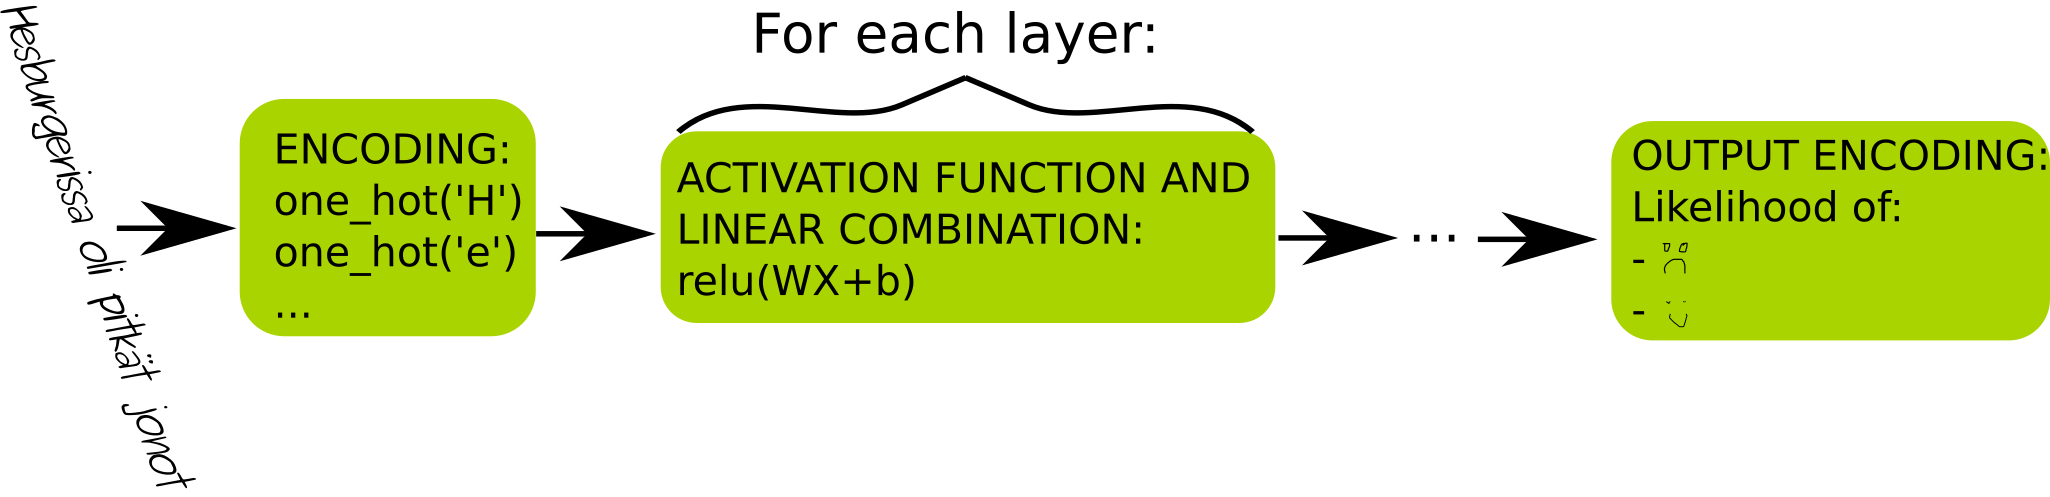 Hesburgerissa oli pitkät jonot
ENCODING:
one_hot('H')
one_hot('e')
...
For each layer:
ACTIVATION FUNCTION AND
LINEAR COMBINATION:
relu(WX+b)
...
OUTPUT ENCODING:
Likelihood of:
-
-